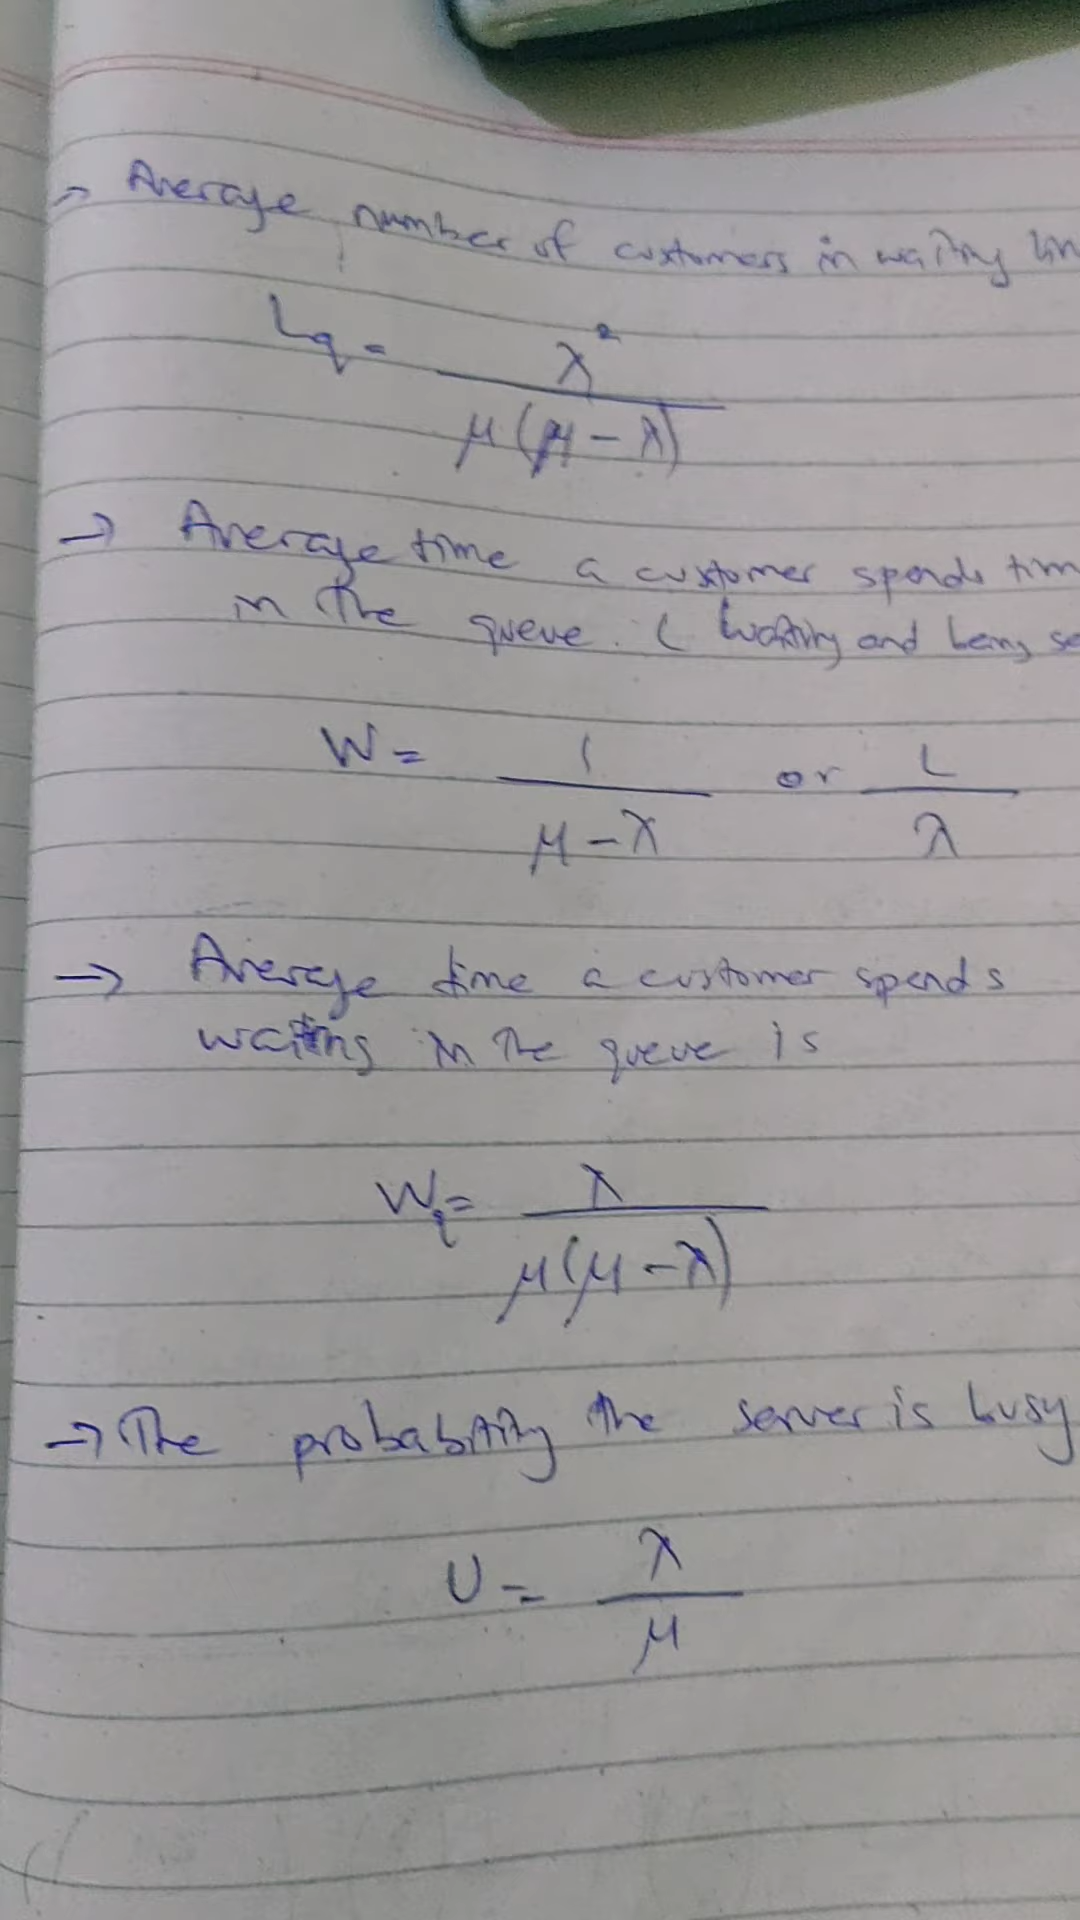 → Average number of customers in waiting
Lq = λ² / μ(μ - λ)
→ Average time a customer spends
in the queue. ( waiting and being
W = 1 / μ - λ or L / λ
→ Average time a customer spends
waiting in the queue is
Wq = λ / μ(μ - λ)
→ The probability the server is busy
U = λ / μ